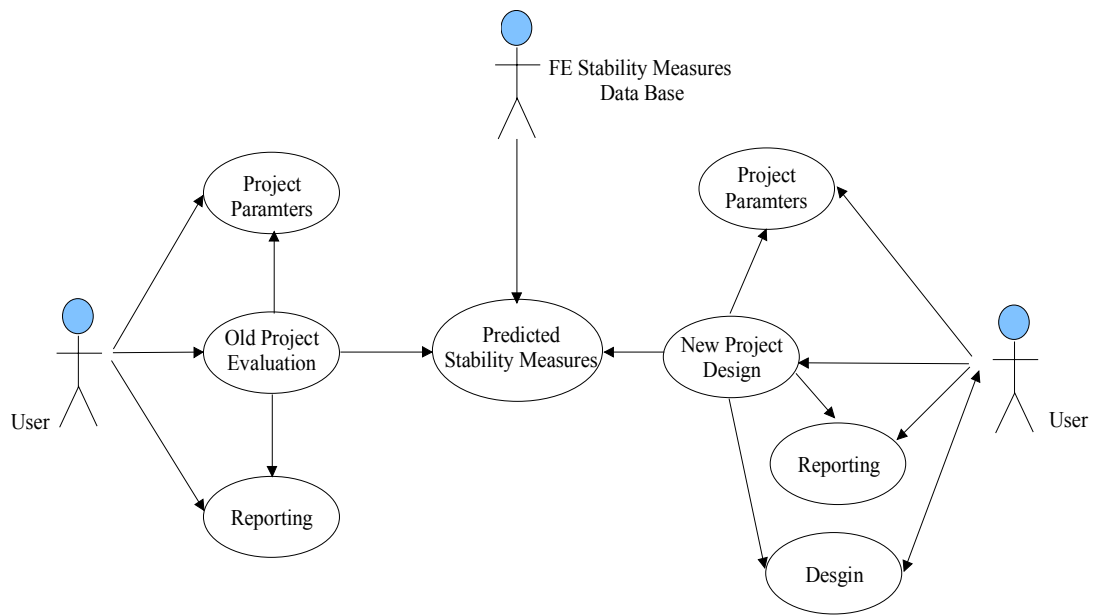 FE Stability Measures
Data Base
Project
Paramters
Project
Paramters
Old Project
Evaluation
Predicted
Stability Measures
New Project
Design
User
User
Reporting
Reporting
Desgin